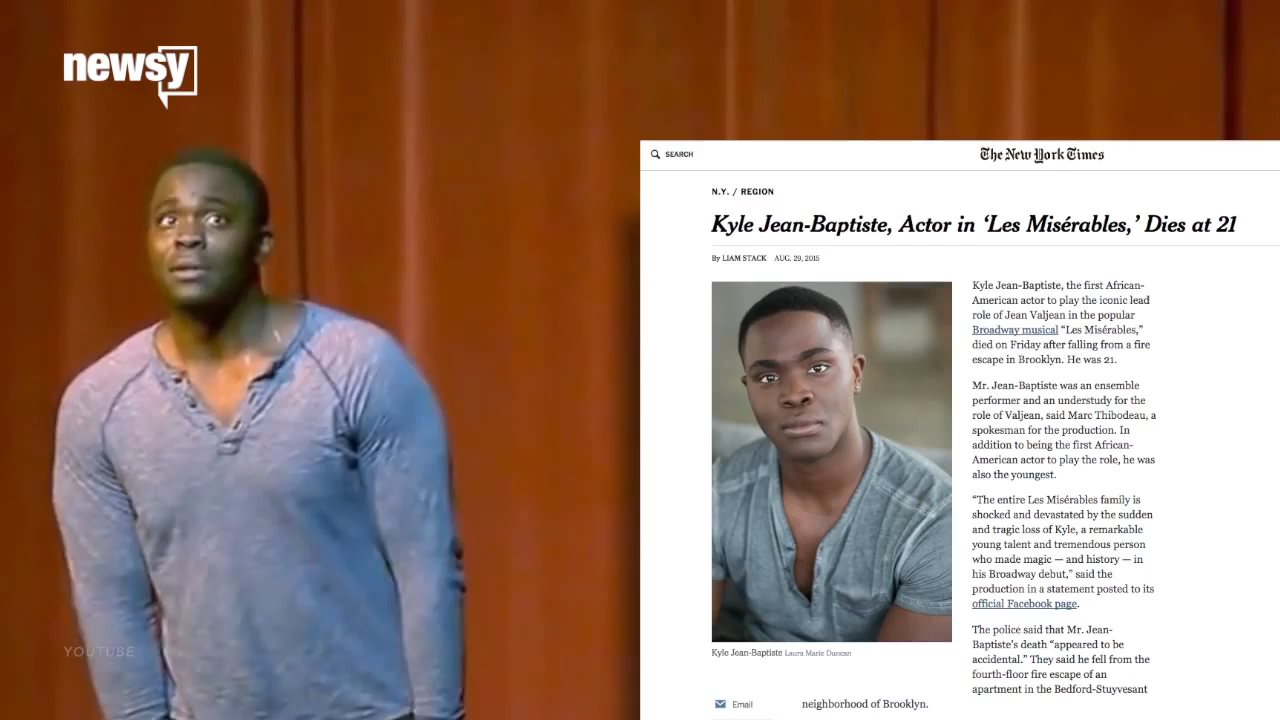 newsy
SEARCH
The New York Times
N.Y. / REGION
Kyle Jean-Baptiste, Actor in ‘Les Misérables,’ Dies at 21
By LIAM STACK AUG. 29, 2015
Kyle Jean-Baptiste, the first African-
American actor to play the iconic lead
role of Jean Valjean in the popular
Broadway musical “Les Misérables,”
died on Friday after falling from a fire
escape in Brooklyn. He was 21.
Mr. Jean-Baptiste was an ensemble
performer and an understudy for the
role of Valjean, said Marc Thibodeau, a
spokesman for the production. In
addition to being the first African-
American actor to play the role, he was
also the youngest.
“The entire Les Misérables family is
shocked and devastated by the sudden
and tragic loss of Kyle, a remarkable
young talent and tremendous person
who made magic — and history — in
his Broadway debut,” said the
production in a statement posted to its
official Facebook page.
The police said that Mr. Jean-
Baptiste’s death “appeared to be
accidental.” They said he fell from the
fourth-floor fire escape of an
apartment in the Bedford-Stuyvesant
neighborhood of Brooklyn.
Kyle Jean-Baptiste Laura Marie Duncan
Email
YOUTUBE